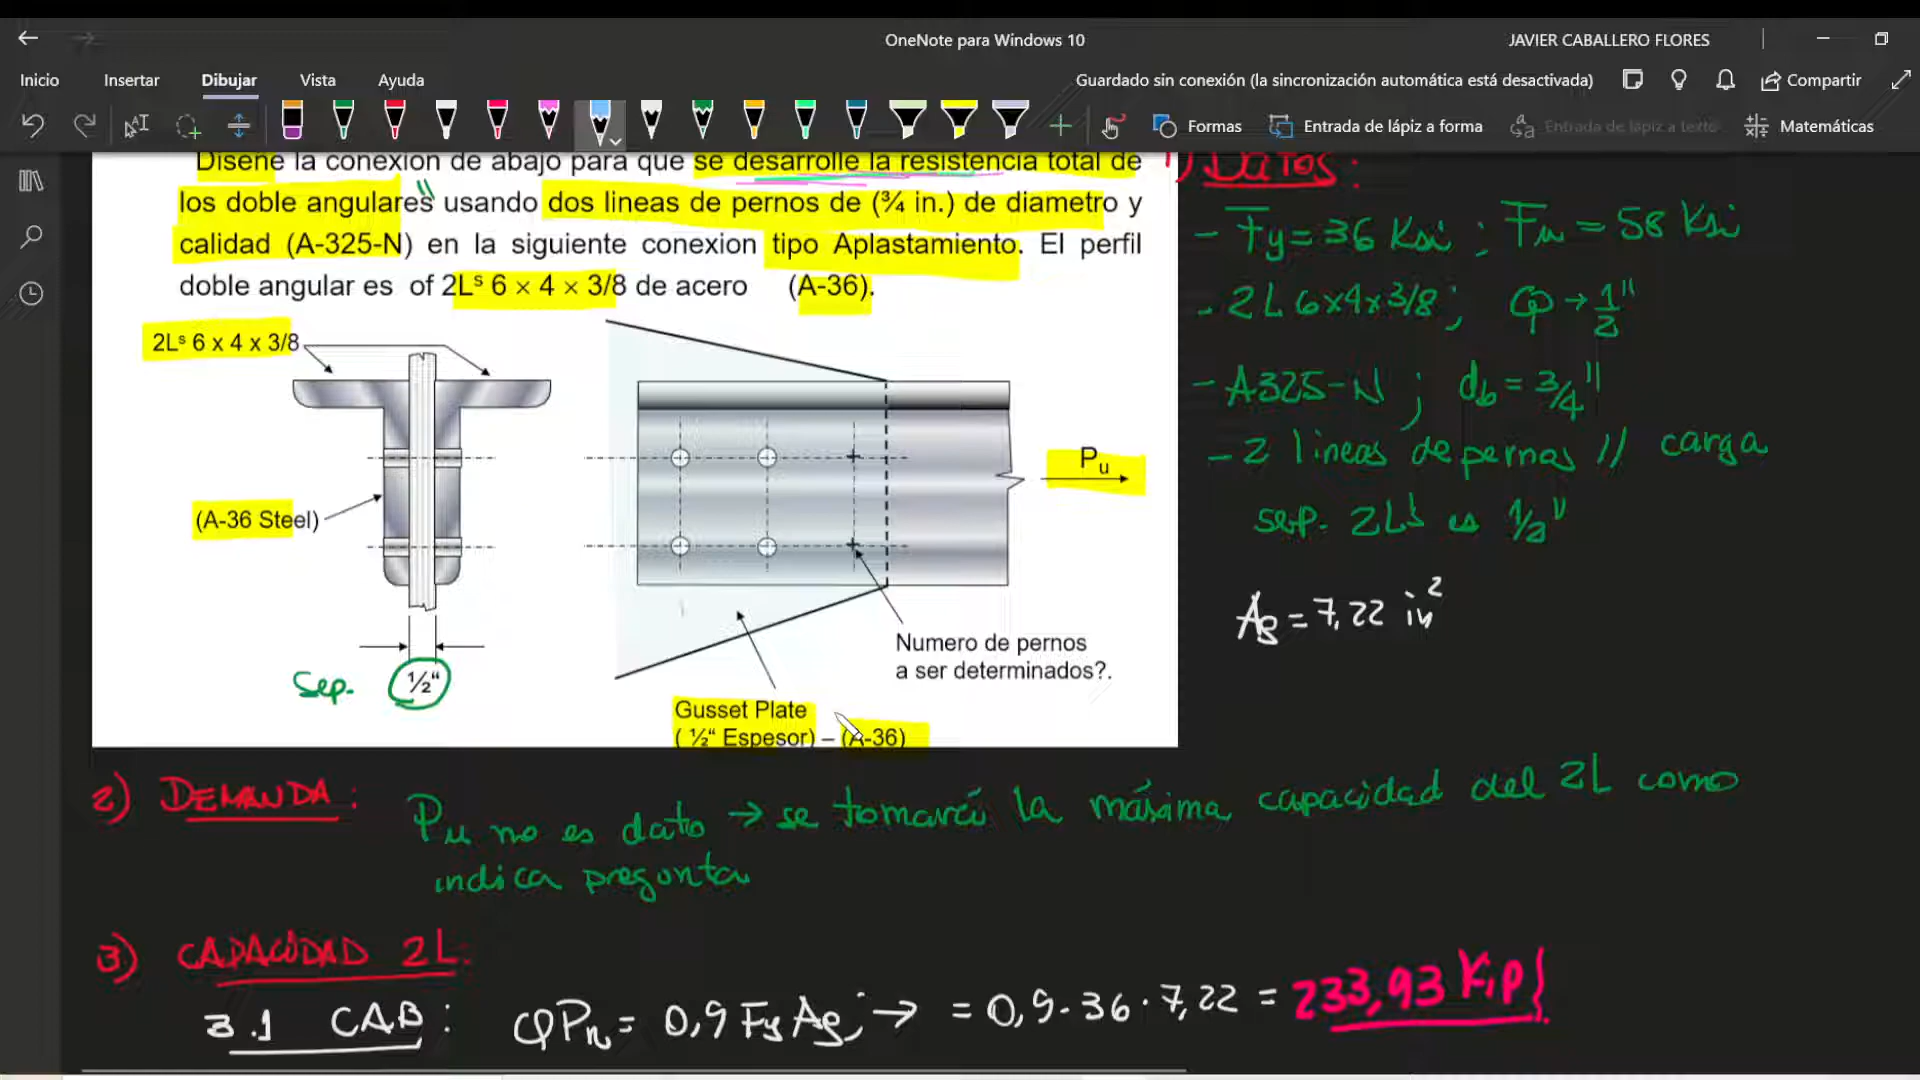 OneNote para Windows 10
JAVIER CABALLERO FLORES
Inicio Insertar Dibujar Vista Ayuda
Guardado sin conexión (la sincronización automática está desactivada)
Compartir
Formas
Entrada de lápiz a forma
Entrada de lápiz a texto
Matemáticas
Diseñe la conexión de abajo para que se desarrolle la resistencia total de
los doble angulares usando dos lineas de pernos de (¾ in.) de diametro y
calidad (A-325-N) en la siguiente conexion tipo Aplastamiento. El perfil
doble angular es of 2Lˢ 6 × 4 × 3/8 de acero (A-36).
2Lˢ 6 x 4 x 3/8
(A-36 Steel)
Pu
Numero de pernos
a ser determinados?.
Sep. ½"
Gusset Plate
( ½" Espesor) – (A-36)
1) DATOS:
- Fy = 36 Ksi ; Fu = 58 Ksi
- 2L 6x4x3/8 ;
- A325-N ; db = 3/4"
- 2 lineas de pernos // carga
sep. 2Ls es 1/2"
Ag = 7,22 in²
2) DEMANDA:
Pu no es dato → se tomará la máxima capacidad del 2L como
indica pregunta
3) CAPACIDAD 2L:
3.1 CAB: φPn = 0,9 Fy Ag ; → = 0,9 · 36 · 7,22 = 233,93 Kip